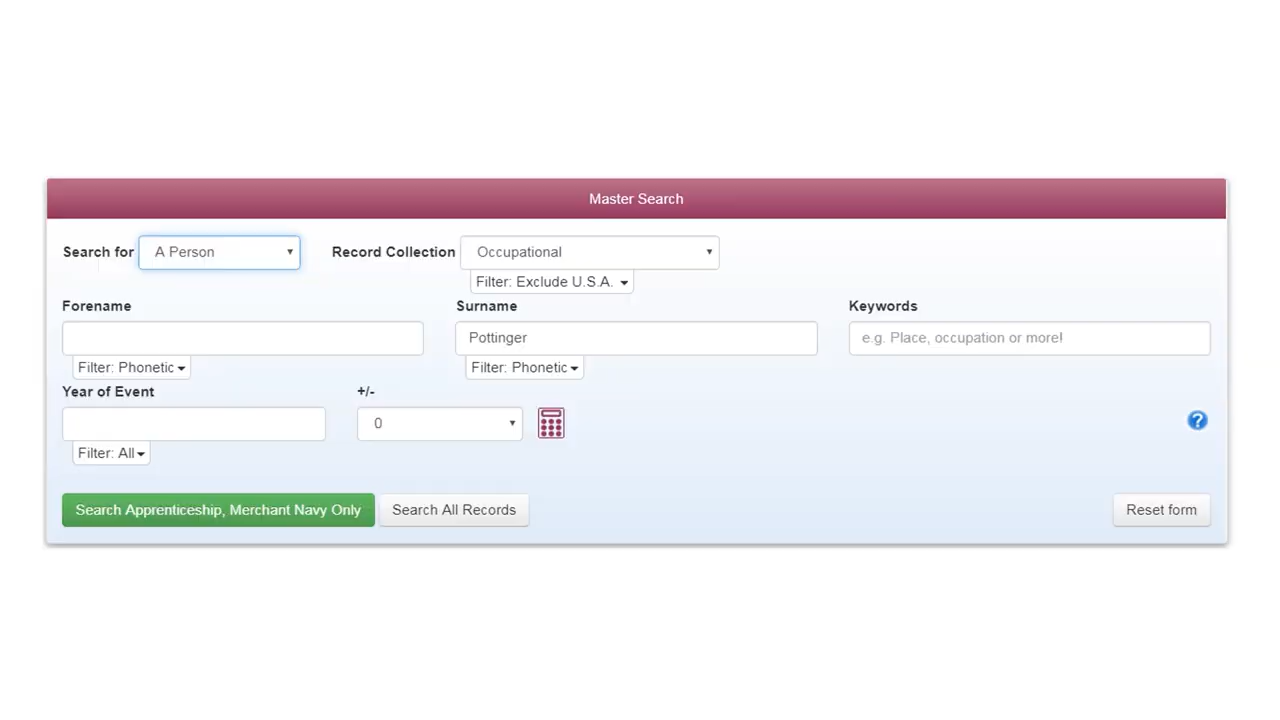 Master Search
Search for A Person Record Collection Occupational
Filter: Exclude U.S.A.
Forename Surname Keywords
Pottinger e.g. Place, occupation or more!
Filter: Phonetic Filter: Phonetic
Year of Event +/-
0 ?
Filter: All
Search Apprenticeship, Merchant Navy Only Search All Records Reset form